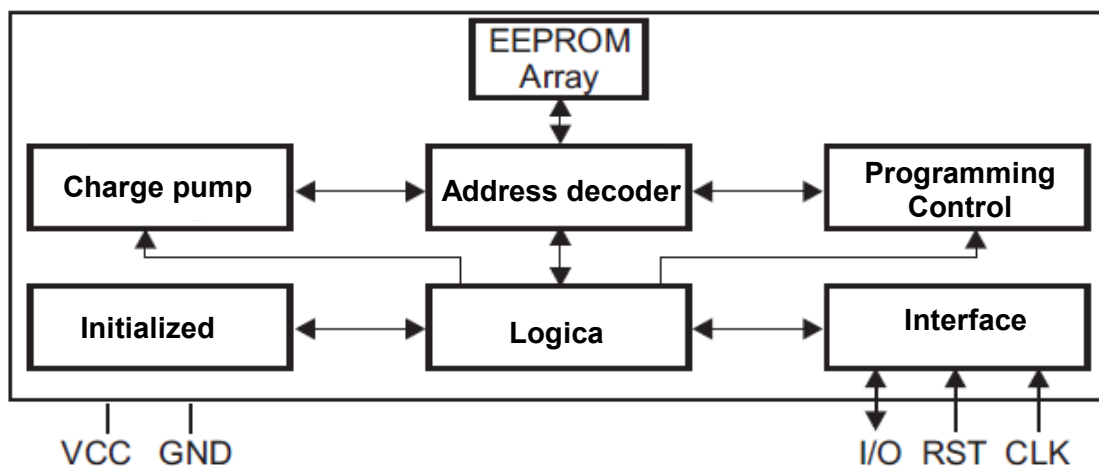 EEPROM
Array
Charge pump
Address decoder
Programming
Control
Initialized
Logica
Interface
VCC GND
I/O RST CLK